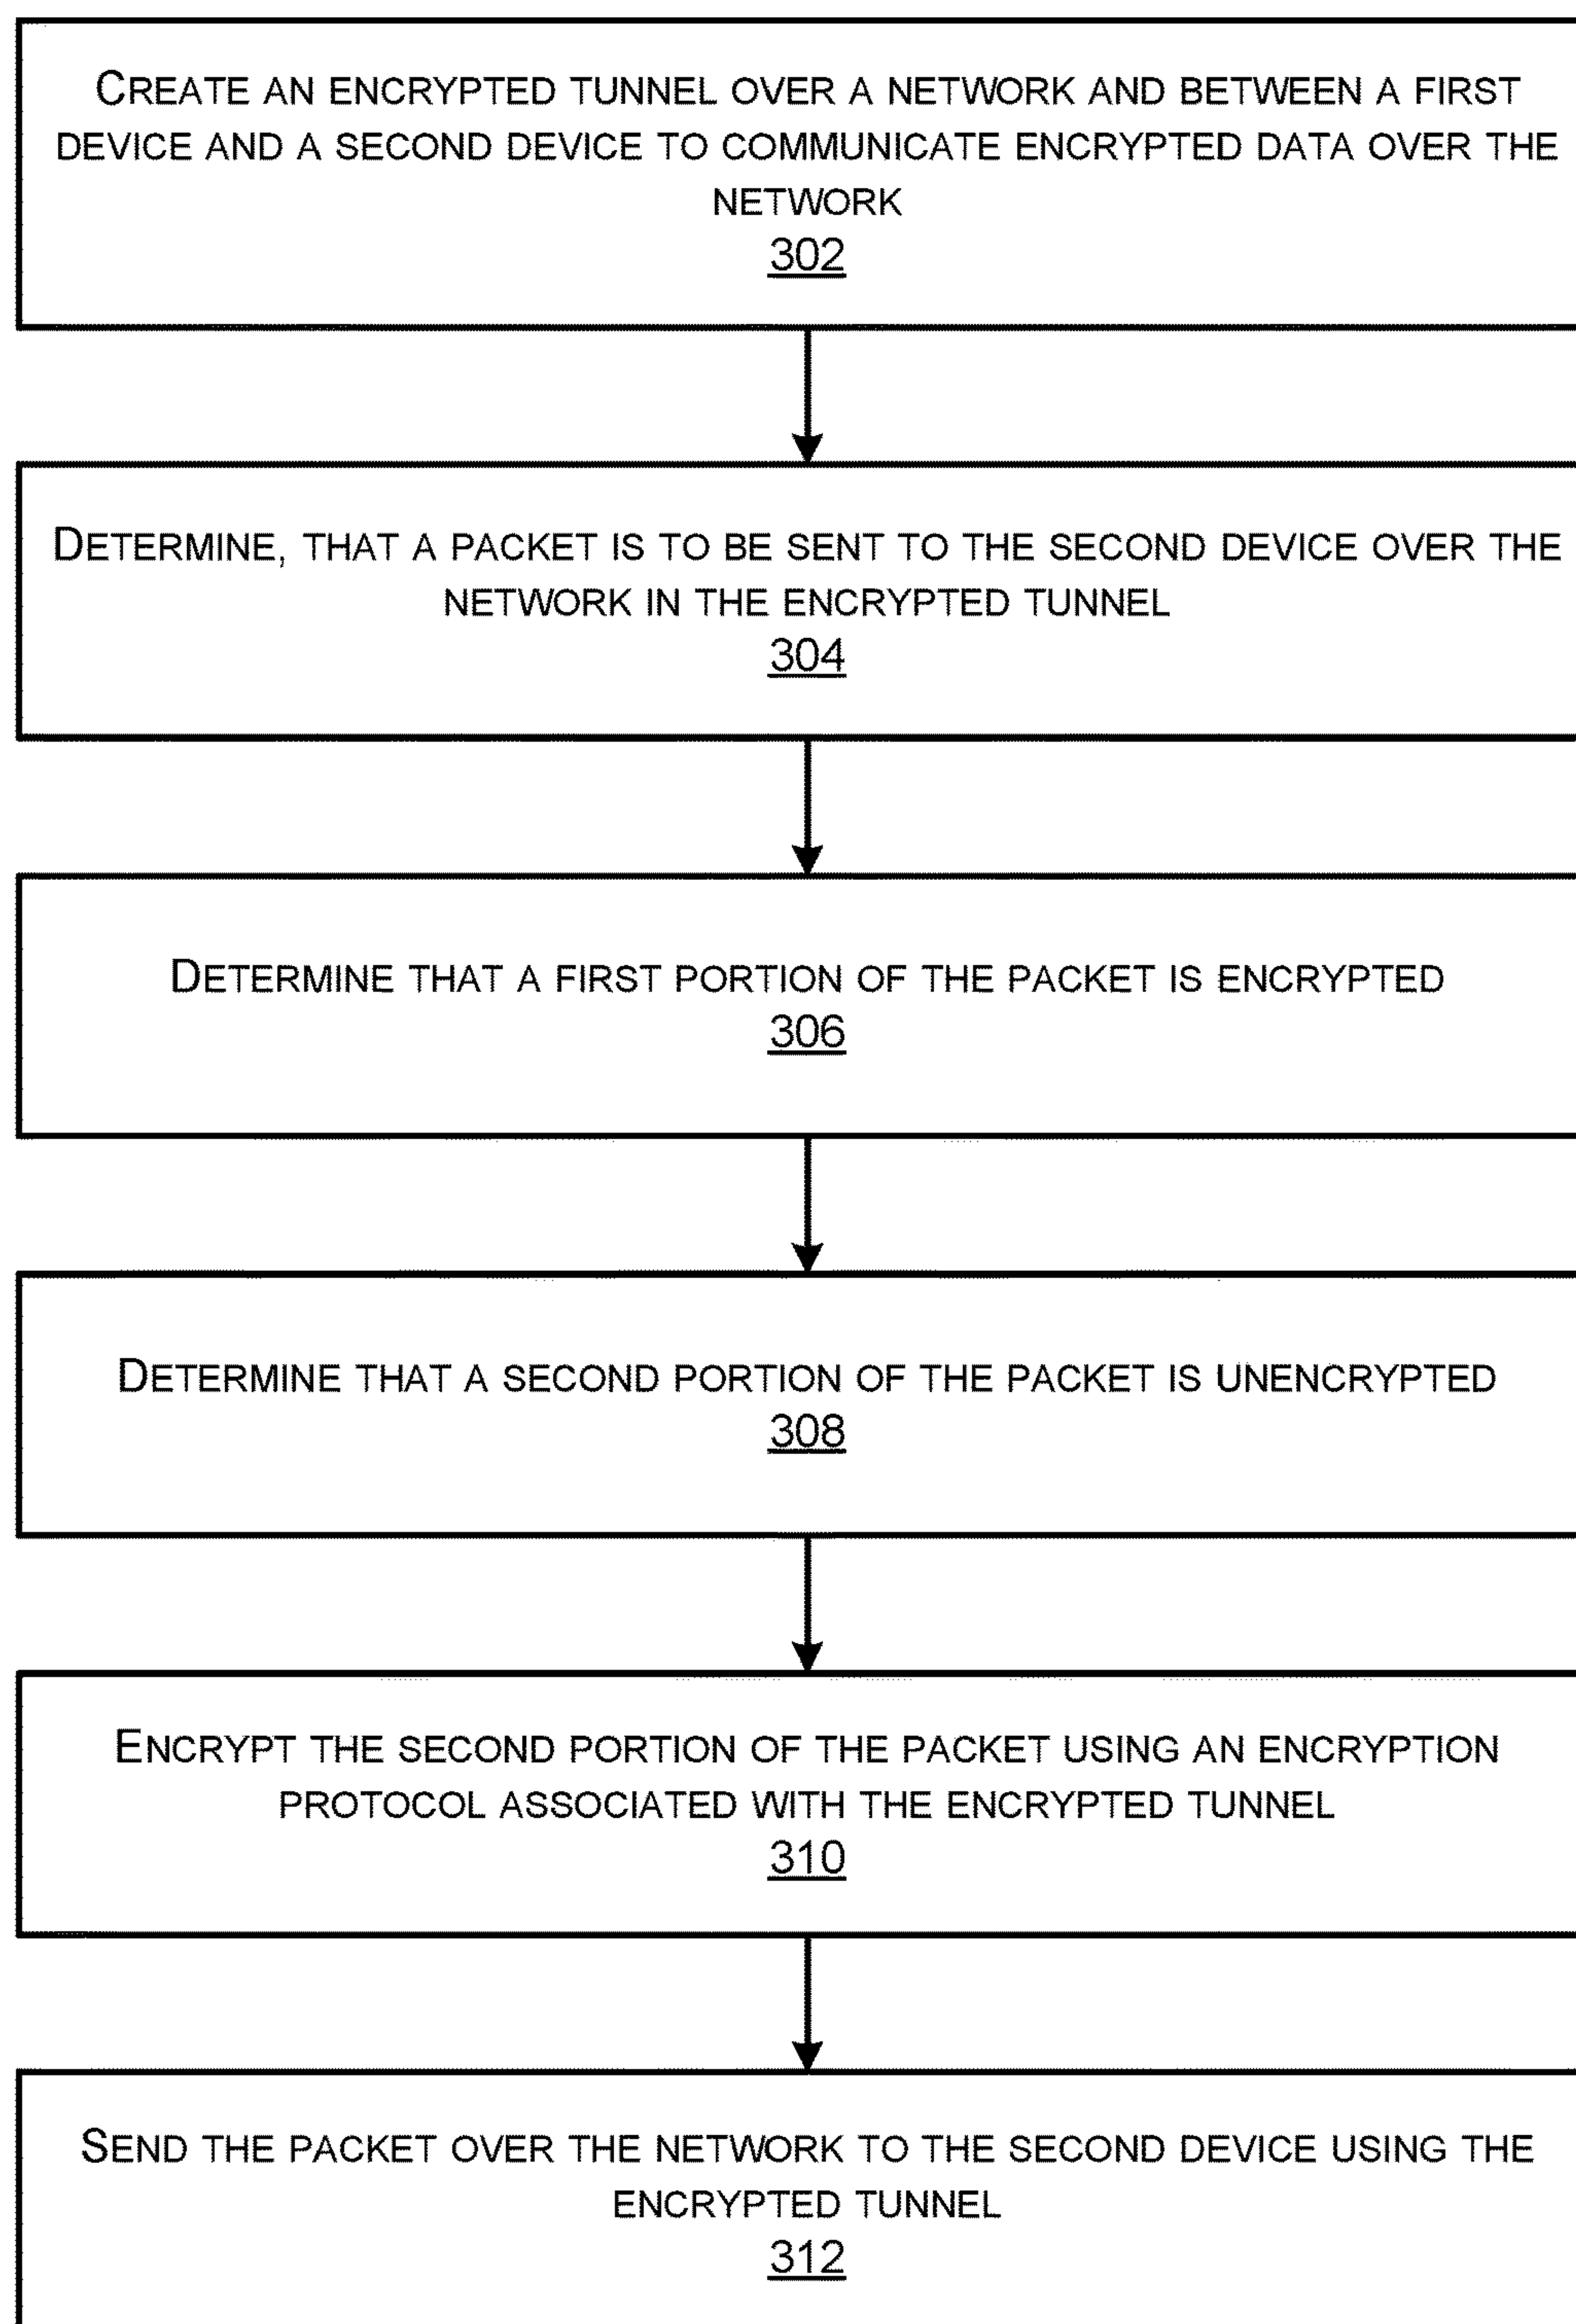 CREATE AN ENCRYPTED TUNNEL OVER A NETWORK AND BETWEEN A FIRST
DEVICE AND A SECOND DEVICE TO COMMUNICATE ENCRYPTED DATA OVER THE
NETWORK
302
DETERMINE, THAT A PACKET IS TO BE SENT TO THE SECOND DEVICE OVER THE
NETWORK IN THE ENCRYPTED TUNNEL
304
DETERMINE THAT A FIRST PORTION OF THE PACKET IS ENCRYPTED
306
DETERMINE THAT A SECOND PORTION OF THE PACKET IS UNENCRYPTED
308
ENCRYPT THE SECOND PORTION OF THE PACKET USING AN ENCRYPTION
PROTOCOL ASSOCIATED WITH THE ENCRYPTED TUNNEL
310
SEND THE PACKET OVER THE NETWORK TO THE SECOND DEVICE USING THE
ENCRYPTED TUNNEL
312